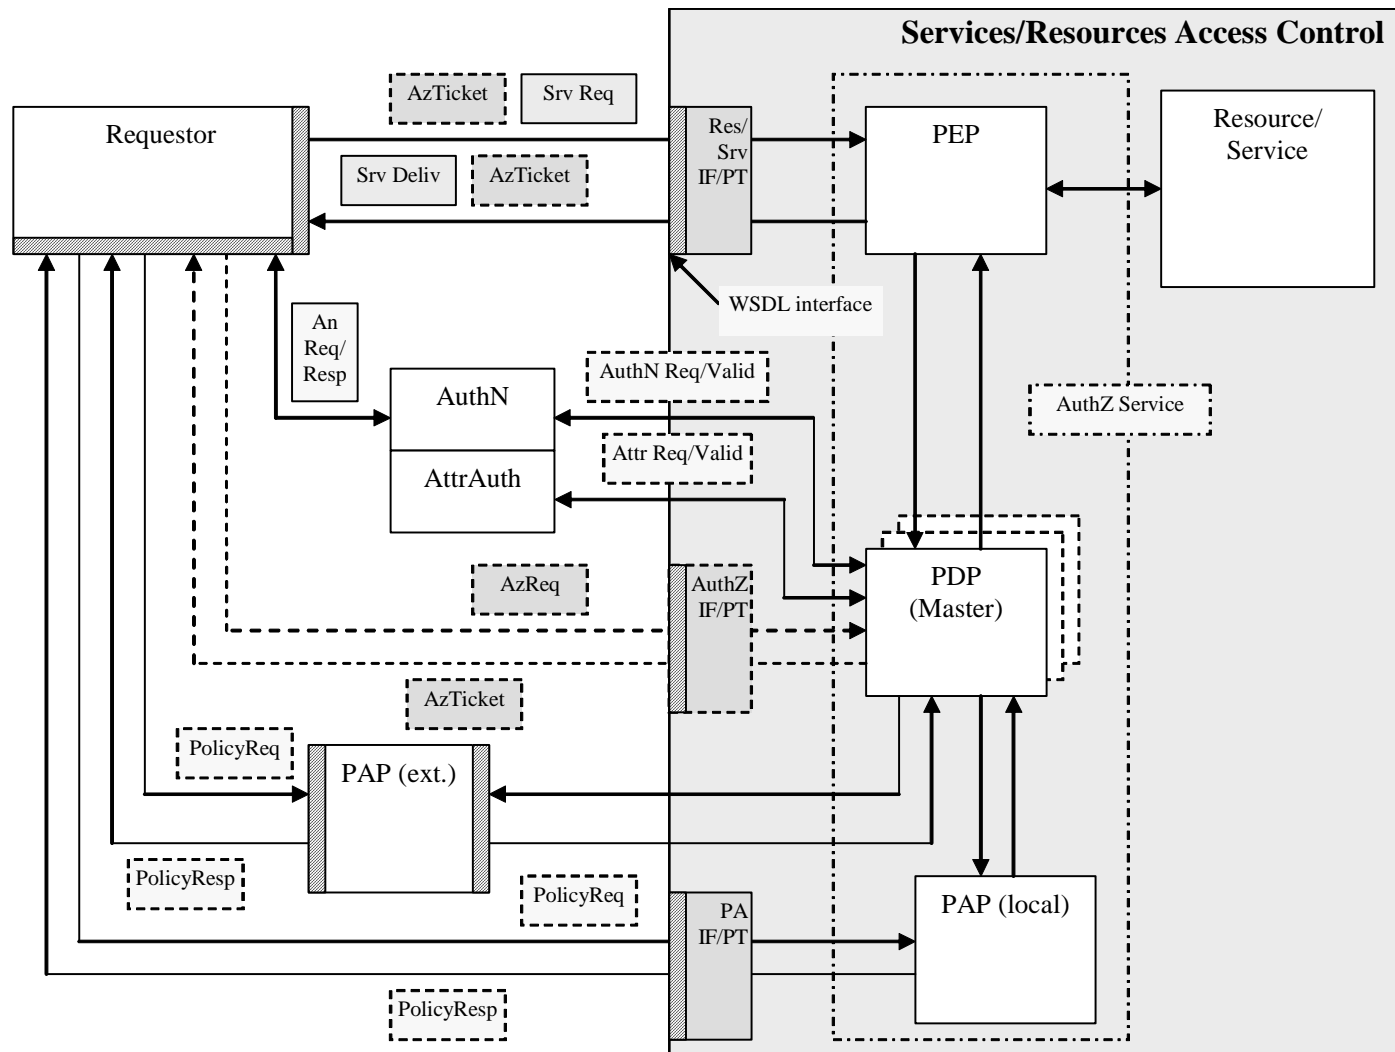 Services/Resources Access Control
AzTicket
Srv Req
Requestor
Res/
Srv
IF/PT
PEP
Resource/
Service
Srv Deliv
AzTicket
WSDL interface
An
Req/
Resp
AuthN Req/Valid
AuthN
AuthZ Service
Attr Req/Valid
AttrAuth
AzReq
AuthZ
IF/PT
PDP
(Master)
AzTicket
PolicyReq
PAP (ext.)
PolicyResp
PolicyReq
PA
IF/PT
PAP (local)
PolicyResp